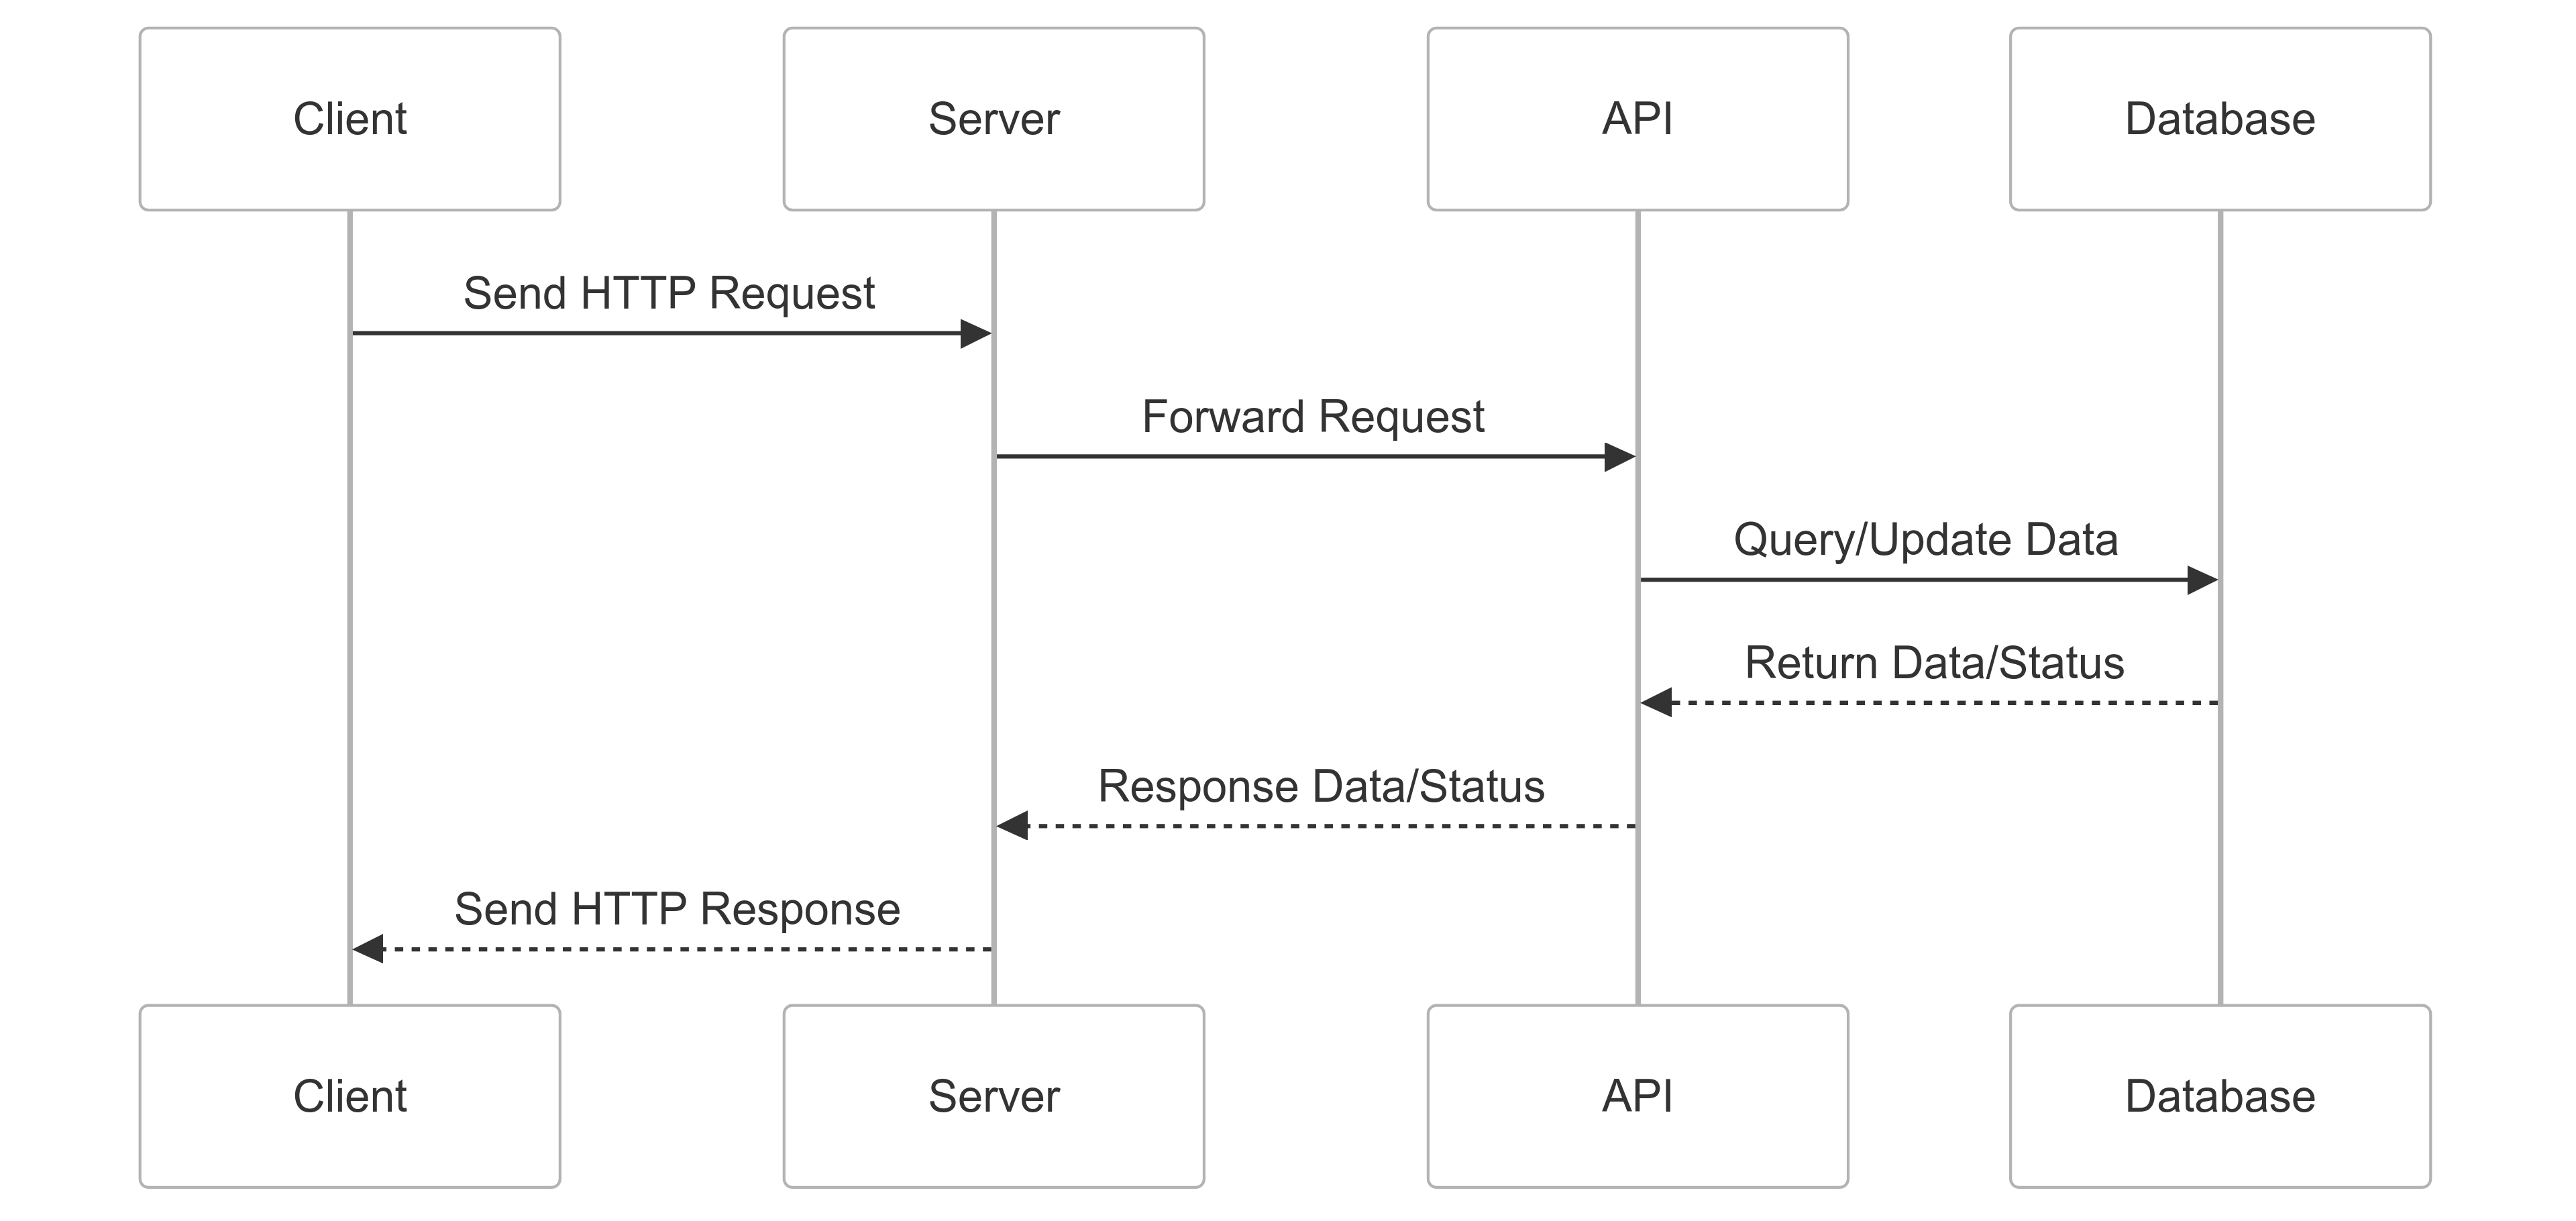 Client
Server
API
Database
Send HTTP Request
Forward Request
Query/Update Data
Return Data/Status
Response Data/Status
Send HTTP Response
Client
Server
API
Database